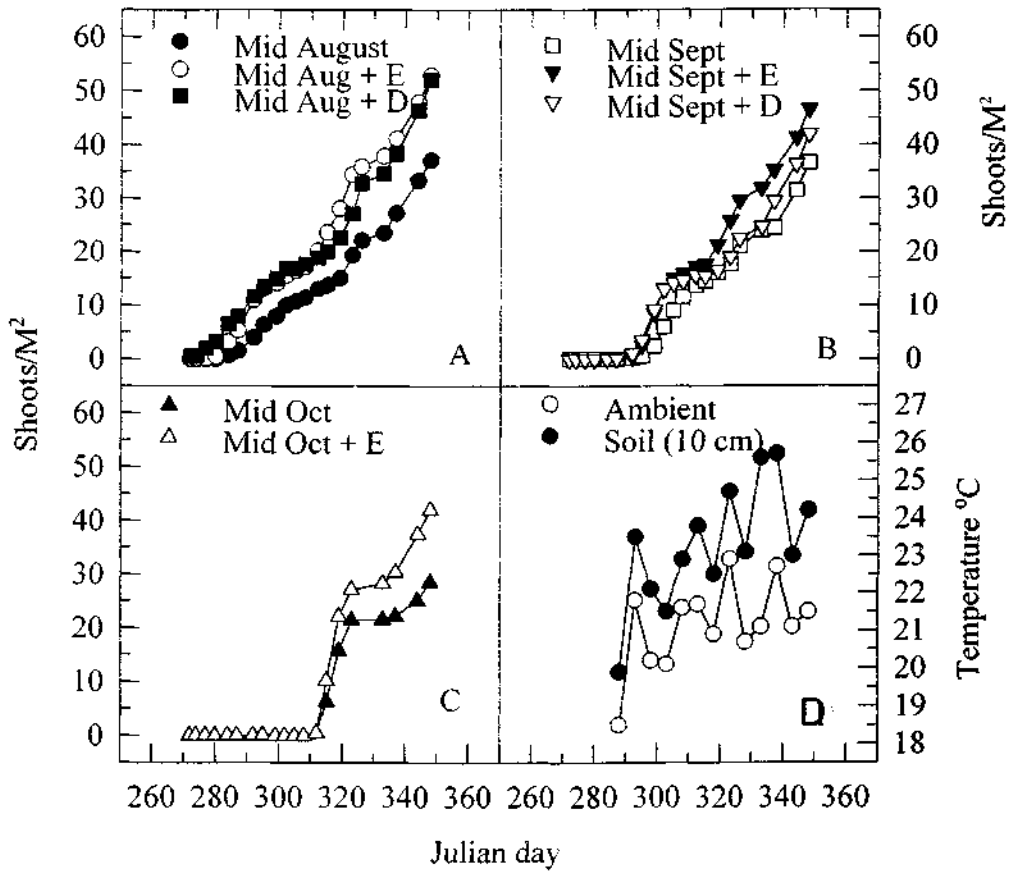 60
50
40
30
20
10
0
Mid August
Mid Aug + E
Mid Aug + D
A
Mid Sept
Mid Sept + E
Mid Sept + D
B
60
50
40
30
20
10
0
Shoots/M²
Shoots/M²
60
50
40
30
20
10
0
Mid Oct
Mid Oct + E
C
Ambient
Soil (10 cm)
D
27
26
25
24
23
22
21
20
19
18
Temperature °C
260 280 300 320 340 360
260 280 300 320 340 360
Julian day